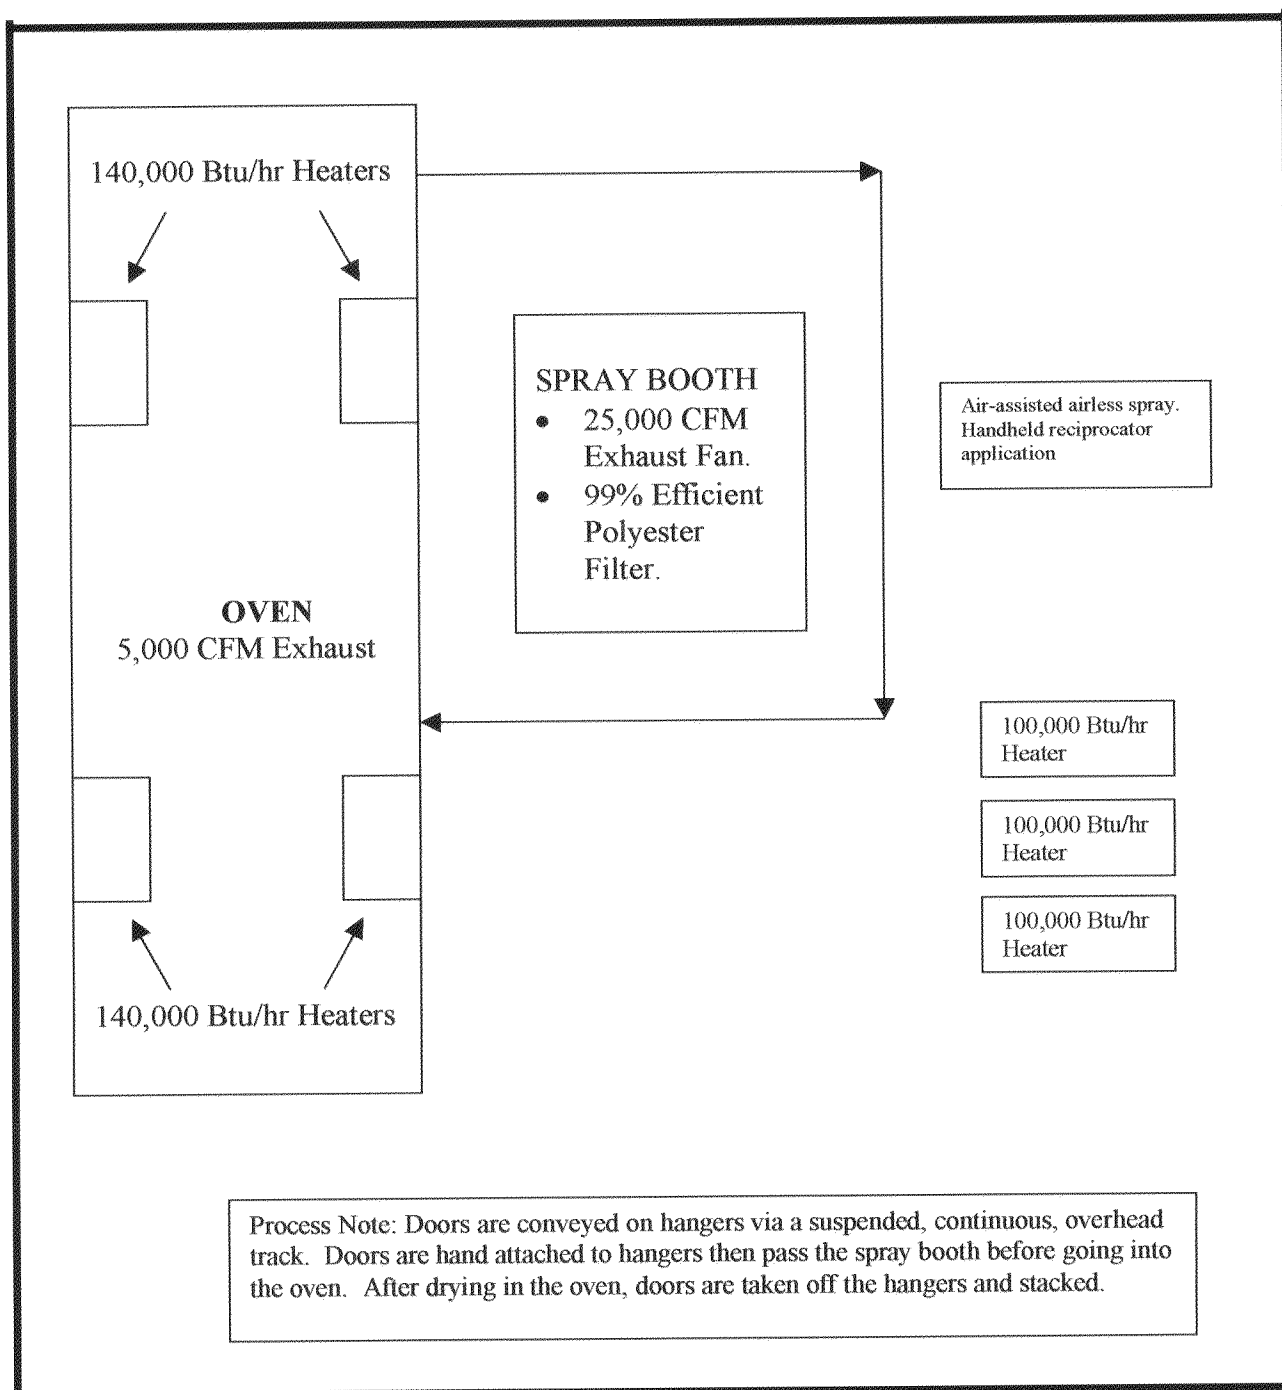 140,000 Btu/hr Heaters
SPRAY BOOTH
• 25,000 CFM
Exhaust Fan.
• 99% Efficient
Polyester
Filter.
Air-assisted airless spray.
Handheld reciprocator
application
OVEN
5,000 CFM Exhaust
100,000 Btu/hr
Heater
100,000 Btu/hr
Heater
100,000 Btu/hr
Heater
140,000 Btu/hr Heaters
Process Note: Doors are conveyed on hangers via a suspended, continuous, overhead
track. Doors are hand attached to hangers then pass the spray booth before going into
the oven. After drying in the oven, doors are taken off the hangers and stacked.